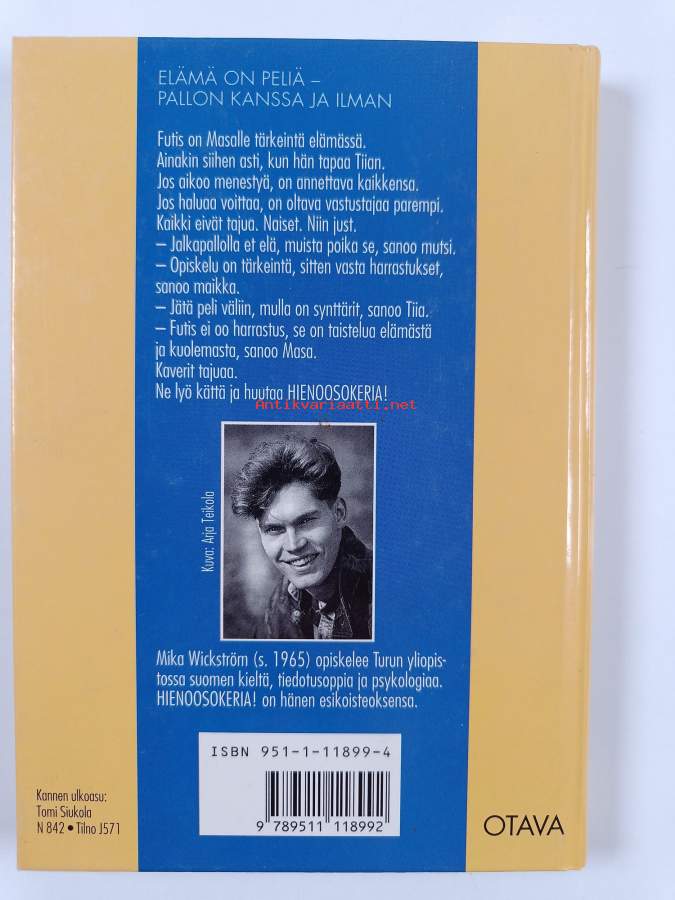 ELÄMÄ ON PELIÄ –
PALLON KANSSA JA ILMAN
Futis on Masalle tärkeintä elämässä.
Ainakin siihen asti, kun hän tapaa Tiian.
Jos aikoo menestyä, on annettava kaikkensa.
Jos haluaa voittaa, on oltava vastustajaa parempi.
Kaikki eivät tajua. Naiset. Niin just.
– Jalkapallolla et elä, muista poika se, sanoo mutsi.
– Opiskelu on tärkeintä, sitten vasta harrastukset,
sanoo maikka.
– Jätä peli väliin, mulla on synttärit, sanoo Tiia.
– Futis ei oo harrastus, se on taistelua elämästä
ja kuolemasta, sanoo Masa.
Kaverit tajuaa.
Ne lyö kättä ja huutaa HIENOOSOKERIA!
Antikvariaatti.net
Kuva: Arja Teikola
Mika Wickström (s. 1965) opiskelee Turun yliopis-
tossa suomen kieltä, tiedotusoppia ja psykologiaa.
HIENOOSOKERIA! on hänen esikoisteoksensa.
ISBN 951-1-11899-4
9 789511 118992
Kannen ulkoasu:
Tomi Siukola
N 842 • Tilno J571
OTAVA